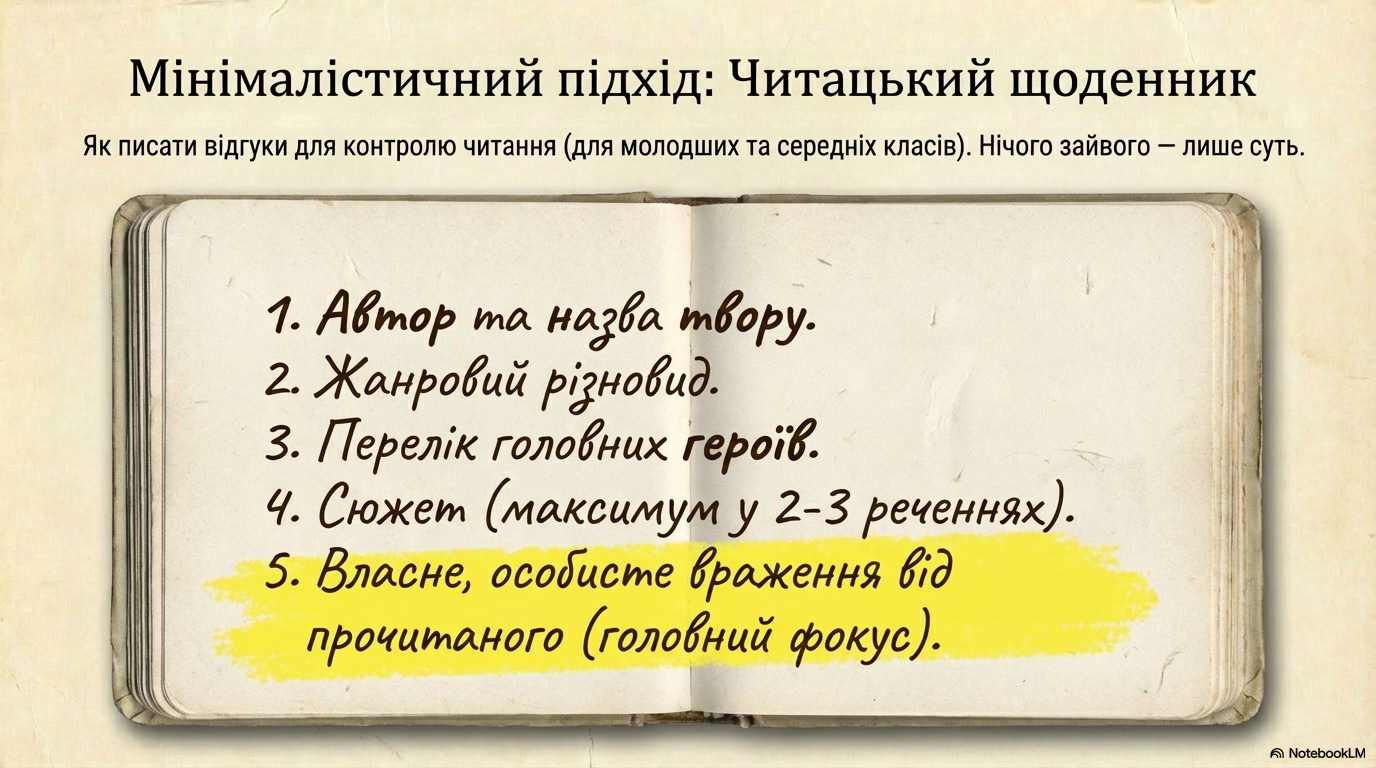 Мінімалістичний підхід: Читацький щоденник
Як писати відгуки для контролю читання (для молодших та середніх класів). Нічого зайвого — лише суть.
1. Автор та назва твору.
2. Жанровий різновид.
3. Перелік головних героїв.
4. Сюжет (максимум у 2-3 реченнях).
5. Власне, особисте враження від
прочитаного (головний фокус).
NotebookLM